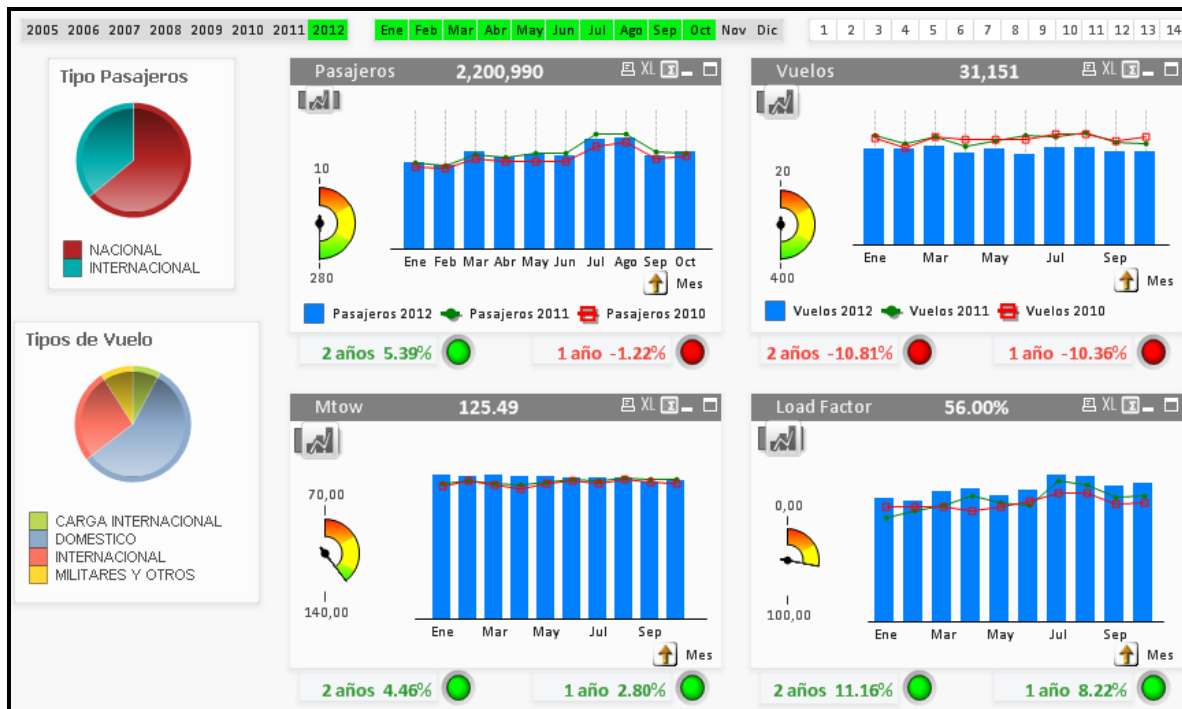 2005 2006 2007 2008 2009 2010 2011 2012
Ene Feb Mar Abr May Jun Jul Ago Sep Oct Nov Dic
1 2 3 4 5 6 7 8 9 10 11 12 13 14
Tipo Pasajeros
NACIONAL
INTERNACIONAL
Tipos de Vuelo
CARGA INTERNACIONAL
DOMESTICO
INTERNACIONAL
MILITARES Y OTROS
Pasajeros 2,200,990 XL
10
280
Ene Feb Mar Abr May Jun Jul Ago Sep Oct
Mes
Pasajeros 2012 Pasajeros 2011 Pasajeros 2010
2 años 5.39% 1 año -1.22%
Vuelos 31,151 XL
20
400
Ene Mar May Jul Sep
Mes
Vuelos 2012 Vuelos 2011 Vuelos 2010
2 años -10.81% 1 año -10.36%
Mtow 125.49 XL
70,00
140,00
Ene Mar May Jul Sep
Mes
2 años 4.46% 1 año 2.80%
Load Factor 56.00% XL
0,00
100,00
Ene Mar May Jul Sep
Mes
2 años 11.16% 1 año 8.22%